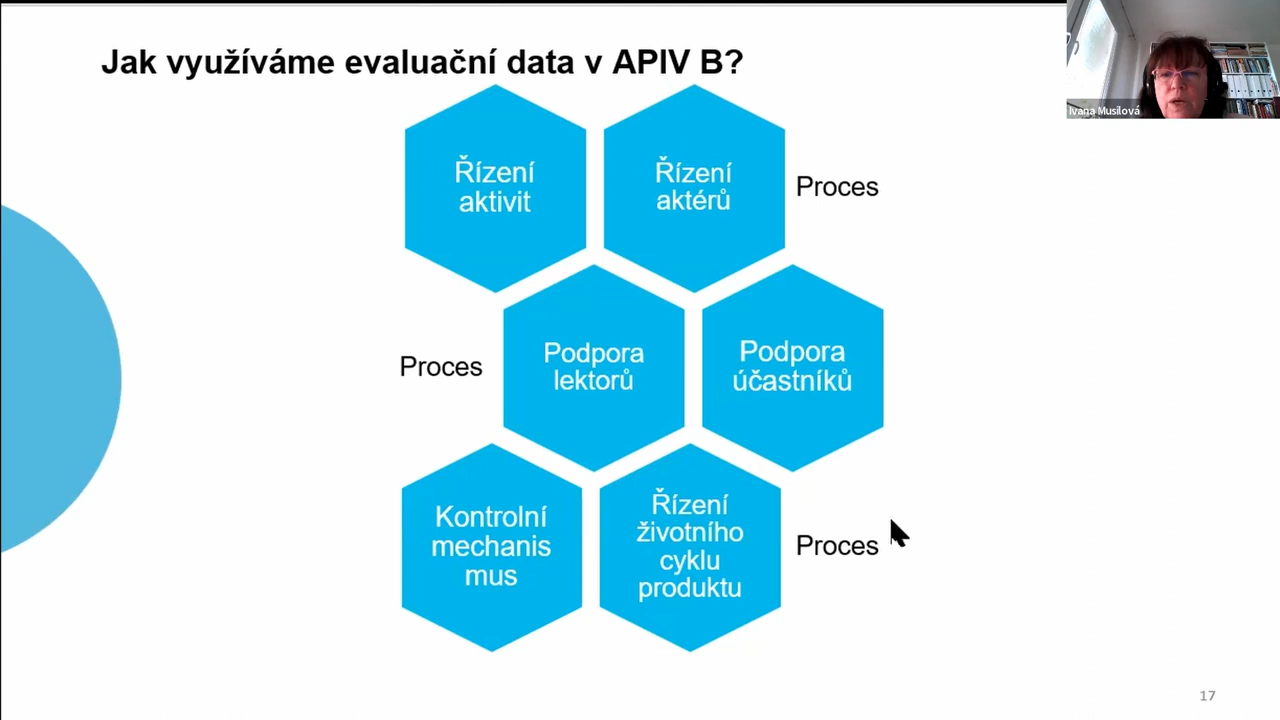 Jak využíváme evaluační data v APIV B?
Ivana Musilová
Řízení
aktivit
Řízení
aktérů
Proces
Proces
Podpora
lektorů
Podpora
účastníků
Kontrolní
mechanis
mus
Řízení
životního
cyklu
produktu
Proces
17